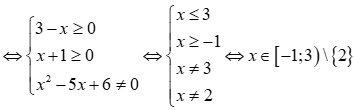 ⇔ { 3 − x ≥ 0 ; x + 1 ≥ 0 ; x² − 5x + 6 ≠ 0 ⇔ { x ≤ 3 ; x ≥ −1 ; x ≠ 3 ; x ≠ 2 ⇔ x ∈ [−1;3) \ {2}